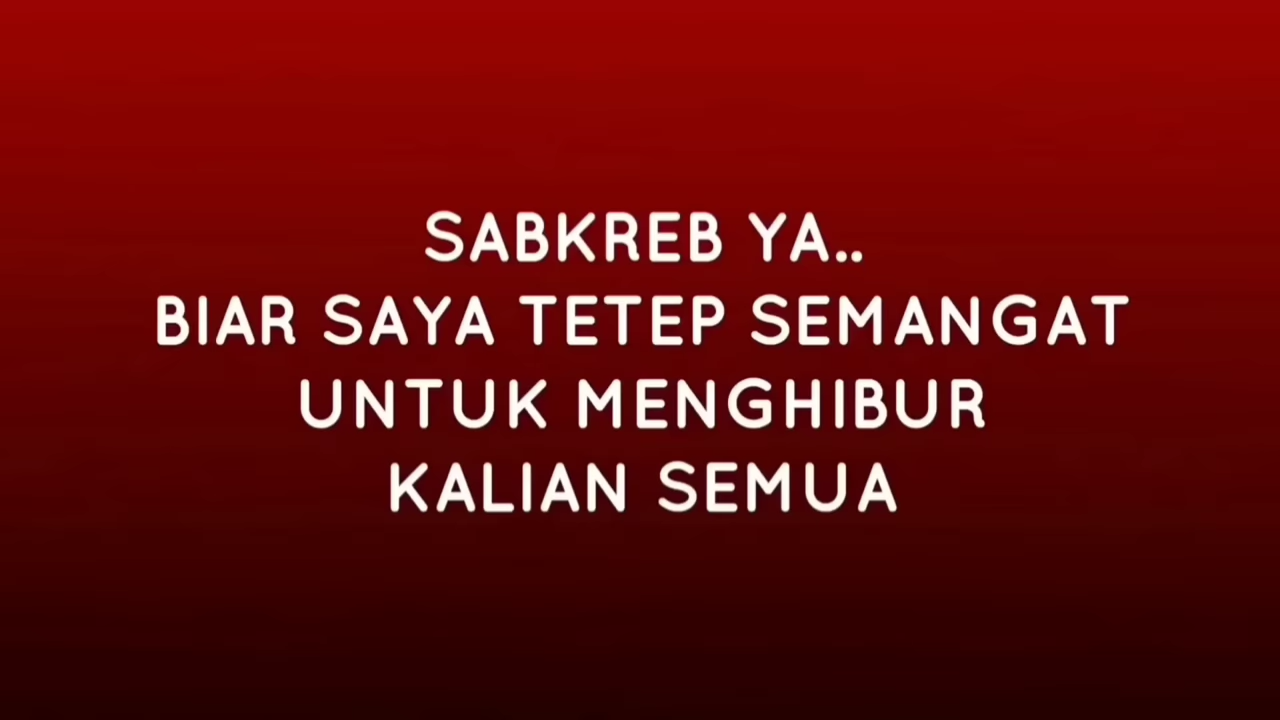 SABKREB YA..
BIAR SAYA TETEP SEMANGAT
UNTUK MENGHIBUR
KALIAN SEMUA